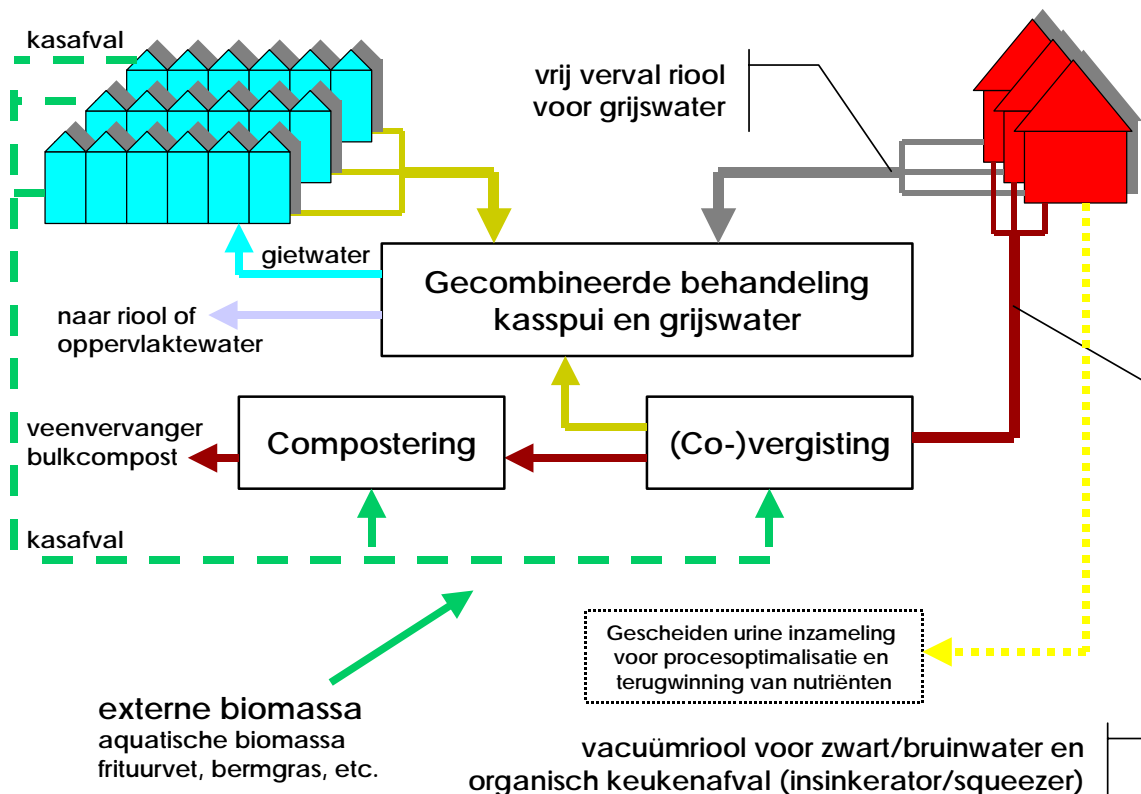 kasafval
vrij verval riool
voor grijswater
gietwater
Gecombineerde behandeling
kasspui en grijswater
naar riool of
oppervlaktewater
veenvervanger
bulkcompost
Compostering
(Co-)vergisting
kasafval
Gescheiden urine inzameling
voor procesoptimalisatie en
terugwinning van nutriënten
externe biomassa
aquatische biomassa
frituurvet, bermgras, etc.
vacuümriool voor zwart/bruinwater en
organisch keukenafval (insinkerator/squeezer)